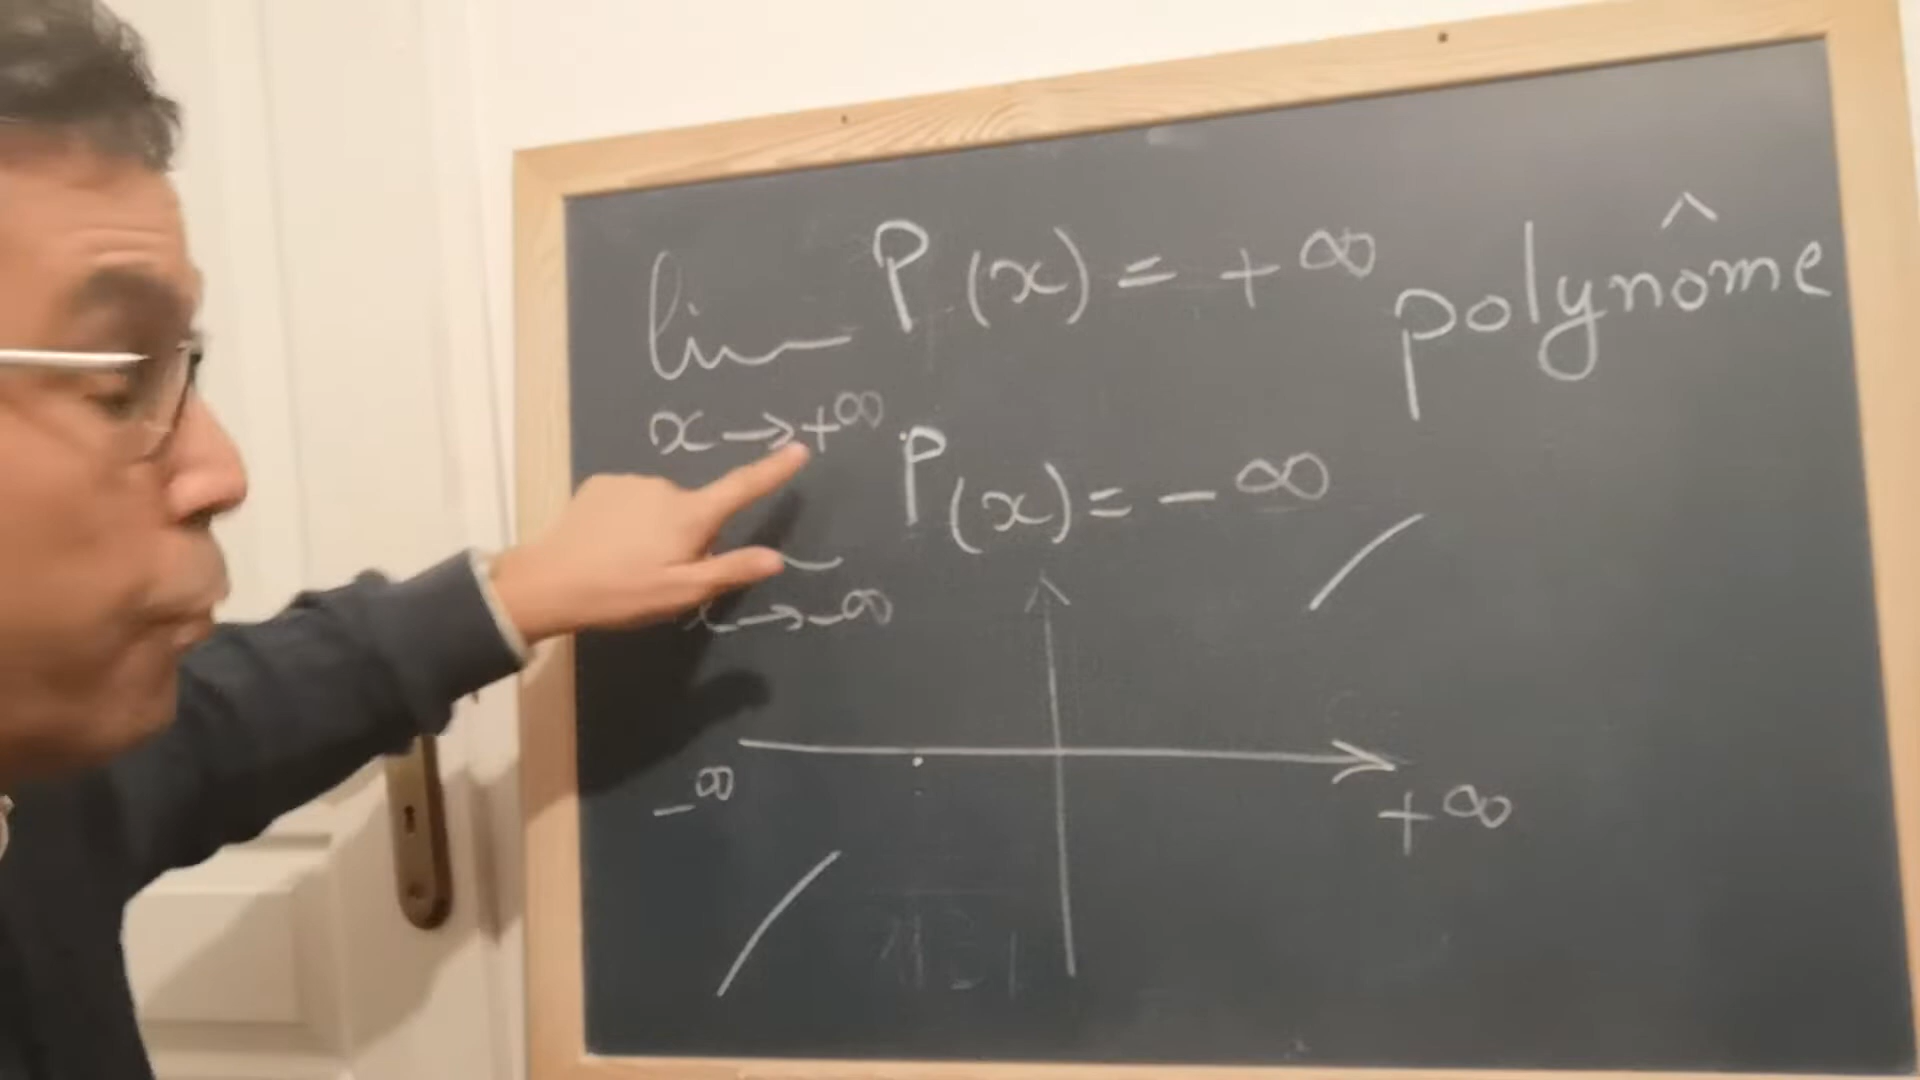 lim P(x) = +∞ polynôme
x → +∞
P(x) = - ∞
x → -∞
-∞ +∞